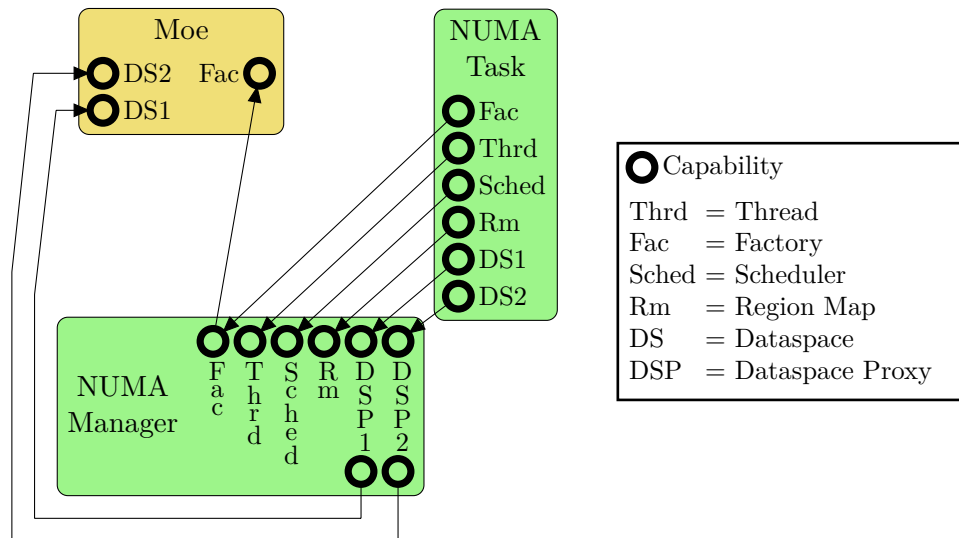 Moe
DS2 Fac
DS1
NUMA
Task
Fac
Thrd
Sched
Rm
DS1
DS2
Capability
Thrd = Thread
Fac = Factory
Sched = Scheduler
Rm = Region Map
DS = Dataspace
DSP = Dataspace Proxy
NUMA
Manager
Fac
Thrd
Sched
Rm
DSP1
DSP2